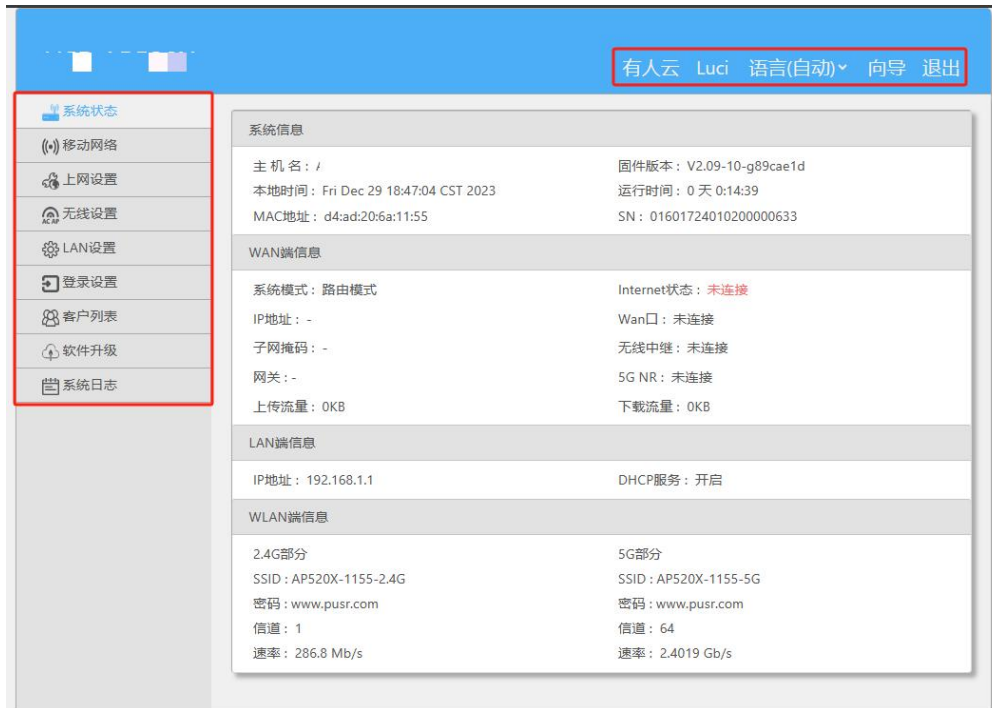 有人云 Luci 语言(自动) 向导 退出
系统状态
移动网络
上网设置
无线设置
LAN设置
登录设置
客户列表
软件升级
系统日志
系统信息
主 机 名： 固件版本： V2.09-10-g89cae1d
本地时间： Fri Dec 29 18:47:04 CST 2023 运行时间： 0 天 0:14:39
MAC地址： d4:ad:20:6a:11:55 SN： 01601724010200000633
WAN端信息
系统模式： 路由模式 Internet状态： 未连接
IP地址： - Wan口： 未连接
子网掩码： - 无线中继： 未连接
网关： - 5G NR： 未连接
上传流量： 0KB 下载流量： 0KB
LAN端信息
IP地址： 192.168.1.1 DHCP服务： 开启
WLAN端信息
2.4G部分 5G部分
SSID : AP520X-1155-2.4G SSID : AP520X-1155-5G
密码 : www.pusr.com 密码 : www.pusr.com
信道： 1 信道： 64
速率： 286.8 Mb/s 速率： 2.4019 Gb/s